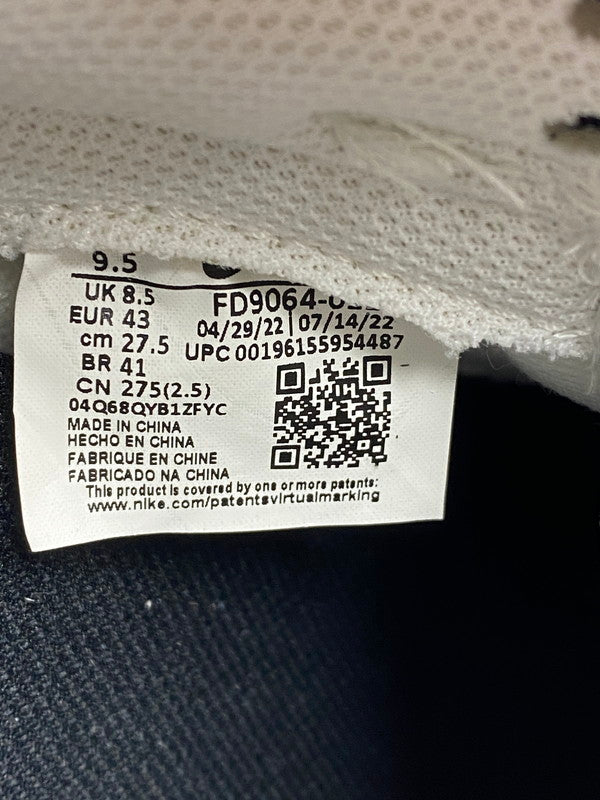 9.5
UK 8.5
EUR 43
cm 27.5
BR 41
CN 275(2.5)
04Q68QYB1ZFYC
FD9064-
04/29/22 | 07/14/22
UPC 00196155954487
MADE IN CHINA
HECHO EN CHINA
FABRIQUE EN CHINE
FABRICADO NA CHINA
This product is covered by one or more patents:
www.nike.com/patentsvirtualmarking